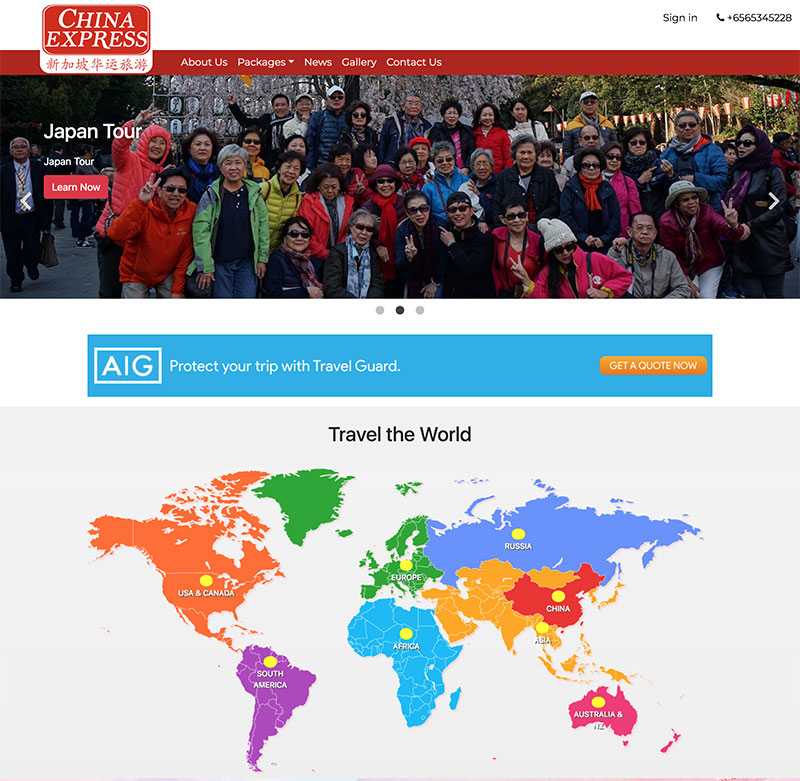 CHINA
EXPRESS
新加坡华运旅游
Sign in
+6565345228
About Us
Packages
News
Gallery
Contact Us
Japan Tour
Japan Tour
Learn Now
AIG
Protect your trip with Travel Guard.
GET A QUOTE NOW
Travel the World
RUSSIA
EUROPE
USA & CANADA
CHINA
ASIA
AFRICA
SOUTH
AMERICA
AUSTRALIA &
NZ